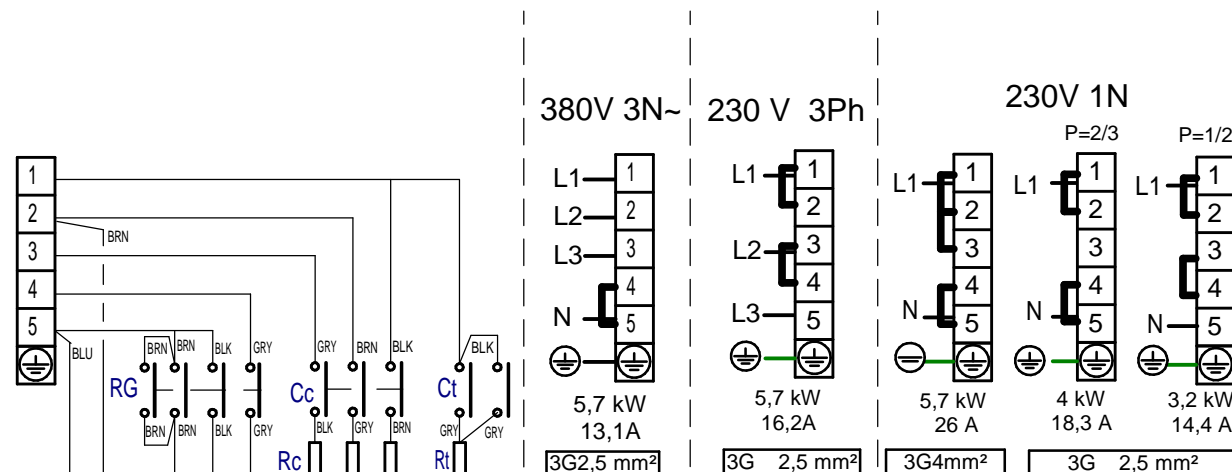 380V 3N~
230 V 3Ph
230V 1N
P=2/3
P=1/2
1
2
3
4
5
BRN
BLU
BRN
BRN
BLK
GRY
RG
BRN
BRN
BLK
GRY
GRY
BRN
BLK
Cc
BLK
GRY
BRN
Rc
BLK
Ct
GRY
GRY
Rt
L1
L2
L3
N
1
2
3
4
5
5,7 kW
13,1A
3G2,5 mm²
L1
L2
L3
1
2
3
4
5
5,7 kW
16,2A
3G 2,5 mm²
L1
N
1
2
3
4
5
5,7 kW
26 A
3G4mm²
L1
N
1
2
3
4
5
4 kW
18,3 A
L1
N
1
2
3
4
5
3,2 kW
14,4 A
3G 2,5 mm²